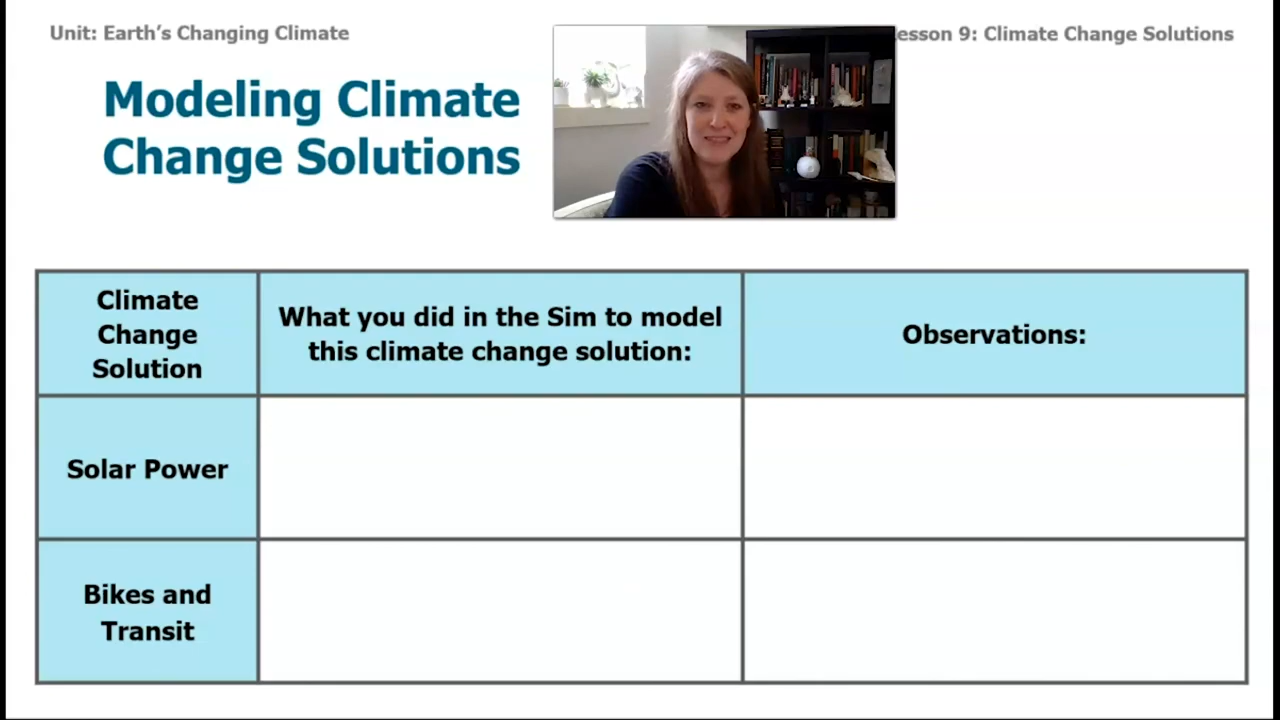 Unit: Earth's Changing Climate
esson 9: Climate Change Solutions
Modeling Climate
Change Solutions
Climate
Change
Solution
What you did in the Sim to model
this climate change solution:
Observations:
Solar Power
Bikes and
Transit